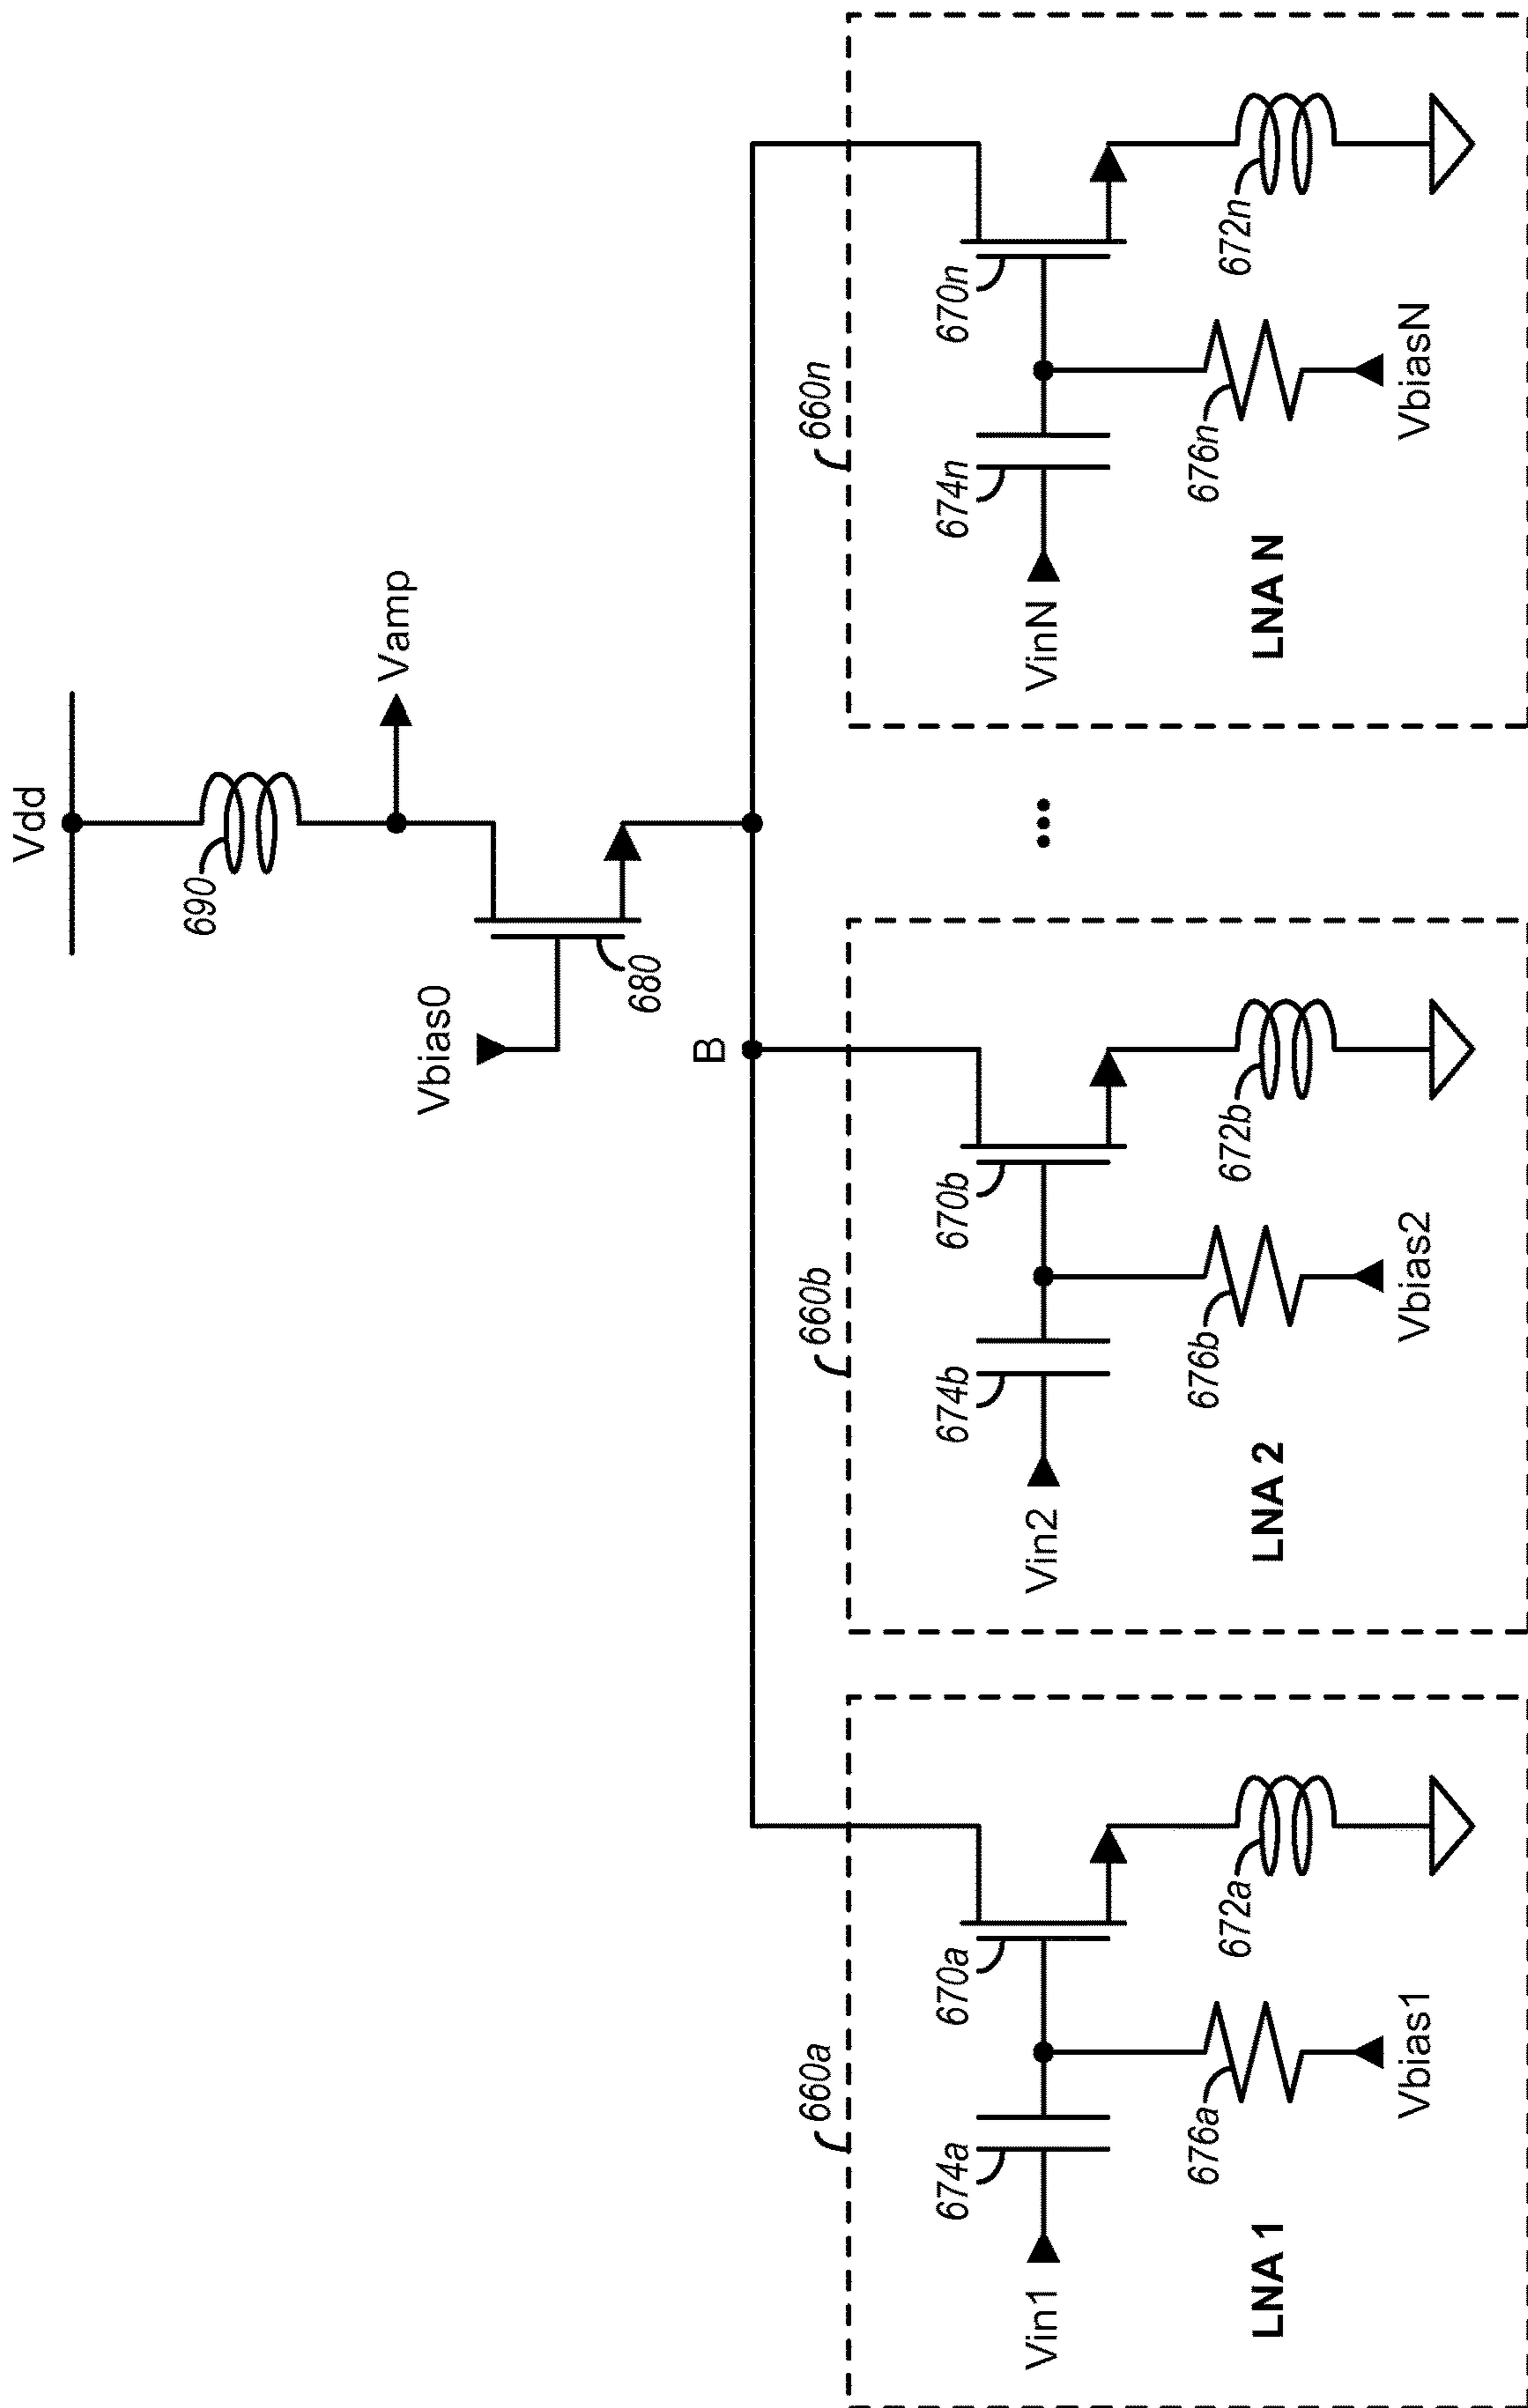 Vdd
690
Vamp
Vbias0
680
B
660a
674a
670a
Vin1
676a
672a
Vbias1
LNA 1
660b
674b
670b
Vin2
676b
672b
Vbias2
LNA 2
...
660n
674n
670n
VinN
676n
672n
VbiasN
LNA N